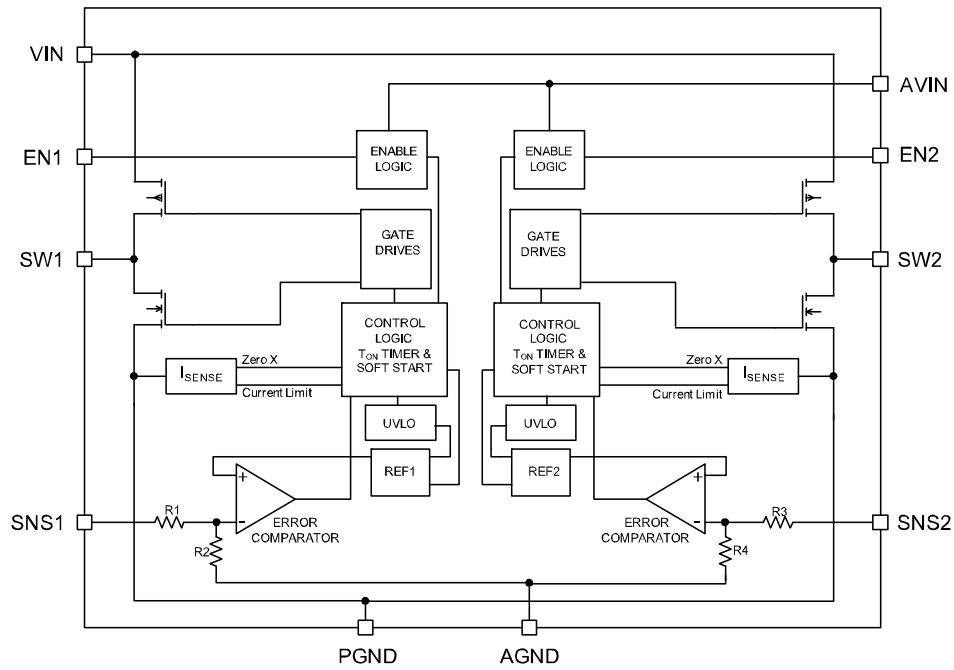 VIN
AVIN
EN1
ENABLE
LOGIC
ENABLE
LOGIC
EN2
SW1
GATE
DRIVES
GATE
DRIVES
SW2
CONTROL
LOGIC
TON TIMER &
SOFT START
CONTROL
LOGIC
TON TIMER &
SOFT START
ISENSE
Zero X
Current Limit
Zero X
Current Limit
ISENSE
UVLO
UVLO
REF1
REF2
+
-
ERROR
COMPARATOR
+
-
ERROR
COMPARATOR
SNS1
R1
R2
R3
R4
SNS2
PGND
AGND